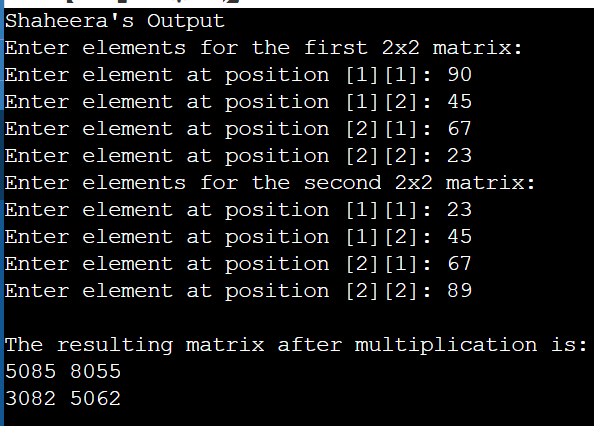 Shaheera's Output
Enter elements for the first 2x2 matrix:
Enter element at position [1][1]: 90
Enter element at position [1][2]: 45
Enter element at position [2][1]: 67
Enter element at position [2][2]: 23
Enter elements for the second 2x2 matrix:
Enter element at position [1][1]: 23
Enter element at position [1][2]: 45
Enter element at position [2][1]: 67
Enter element at position [2][2]: 89
The resulting matrix after multiplication is:
5085 8055
3082 5062